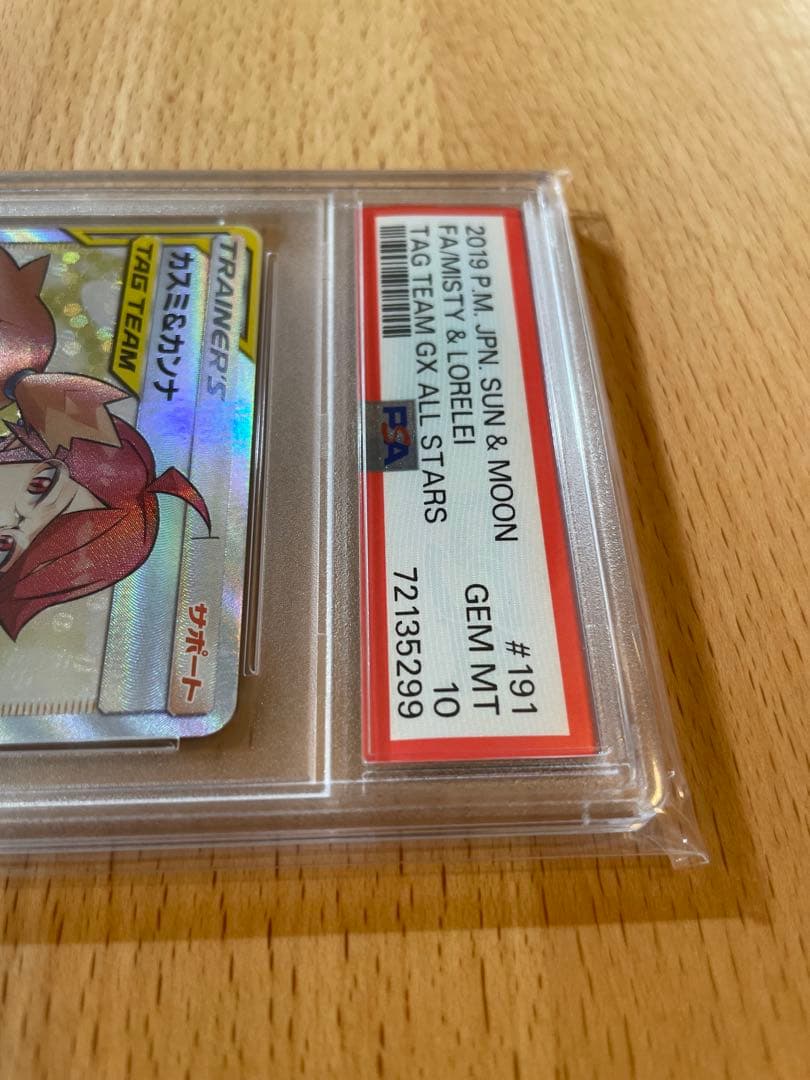 TRAINER'S
サポート
カスミ&カンナ
TAG TEAM
2019 P.M. JPN. SUN & MOON #191
FA/MISTY & LORELEI GEM MT
TAG TEAM GX ALL STARS 10
PSA 72135299